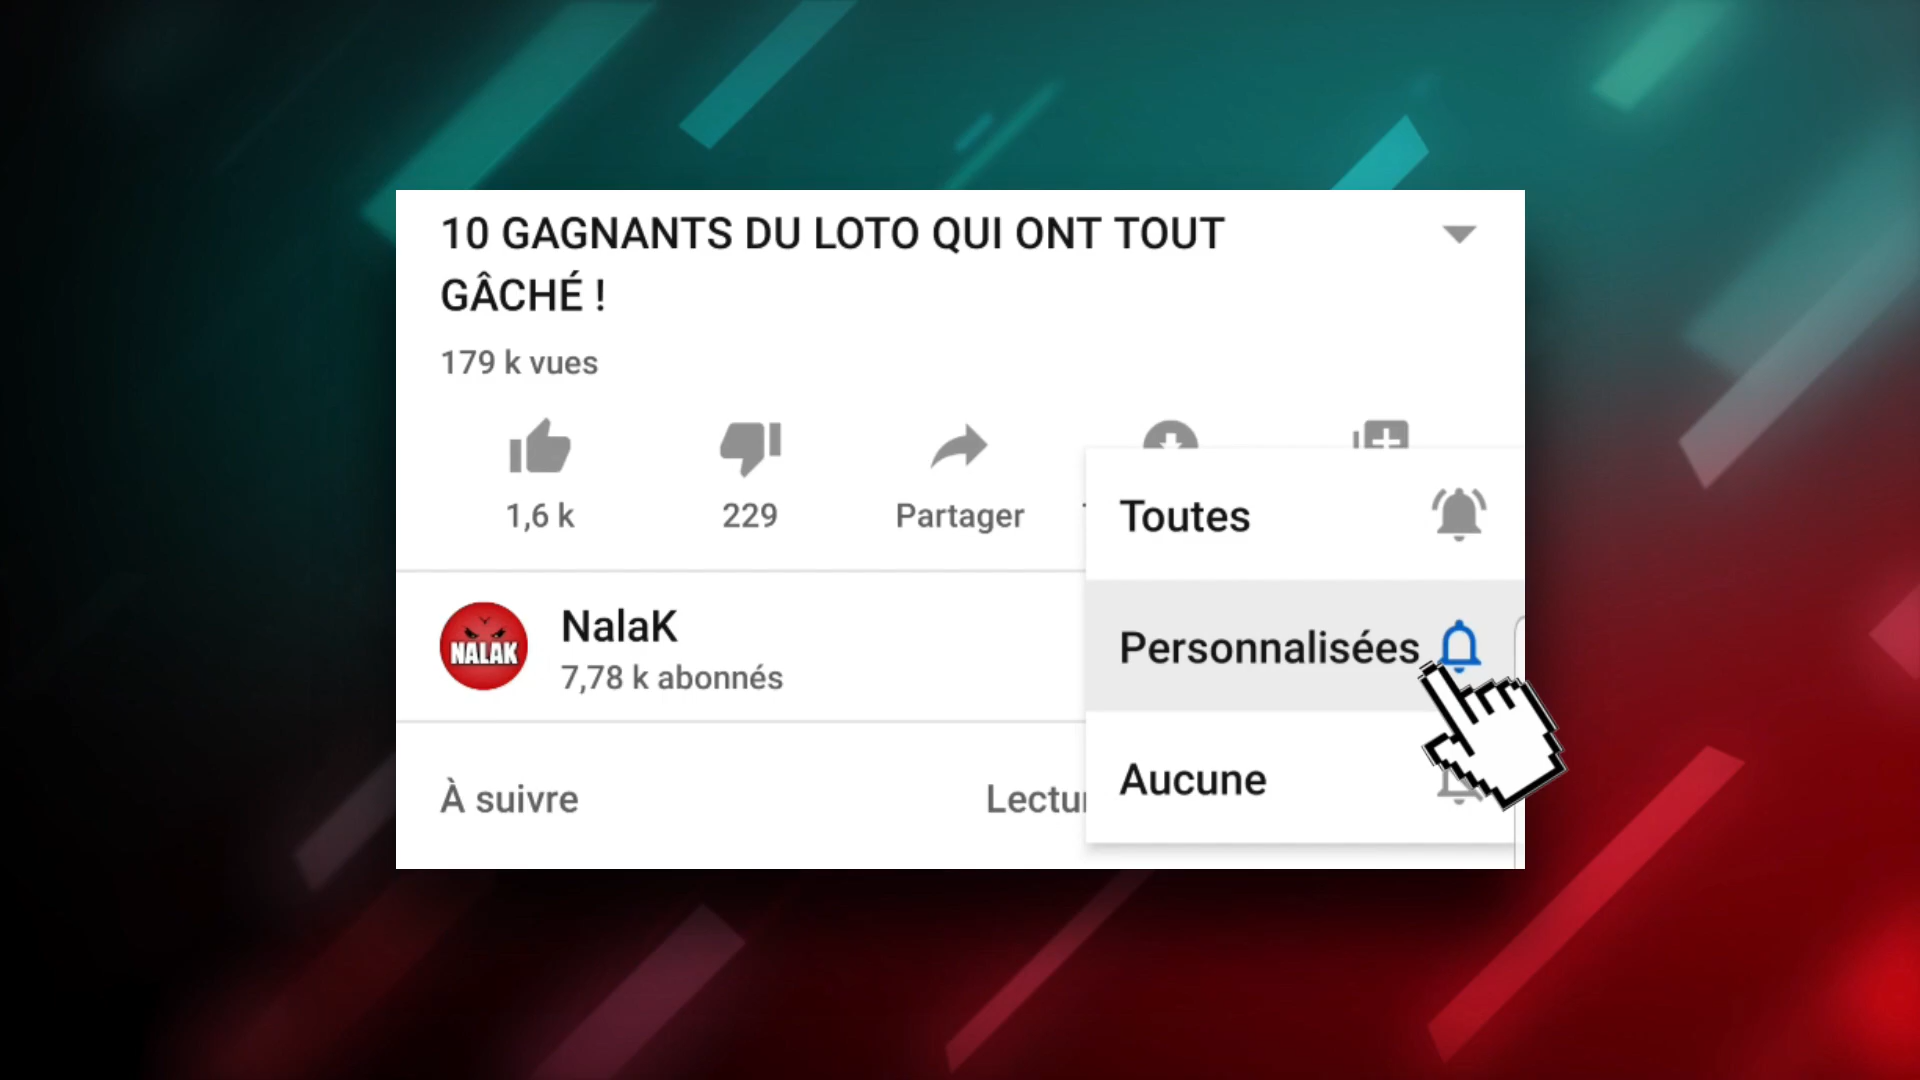 10 GAGNANTS DU LOTO QUI ONT TOUT
GÂCHÉ !
179 k vues
1,6 k
229
Partager
Toutes
NALAK
NalaK
7,78 k abonnés
Personnalisées
À suivre
Aucune